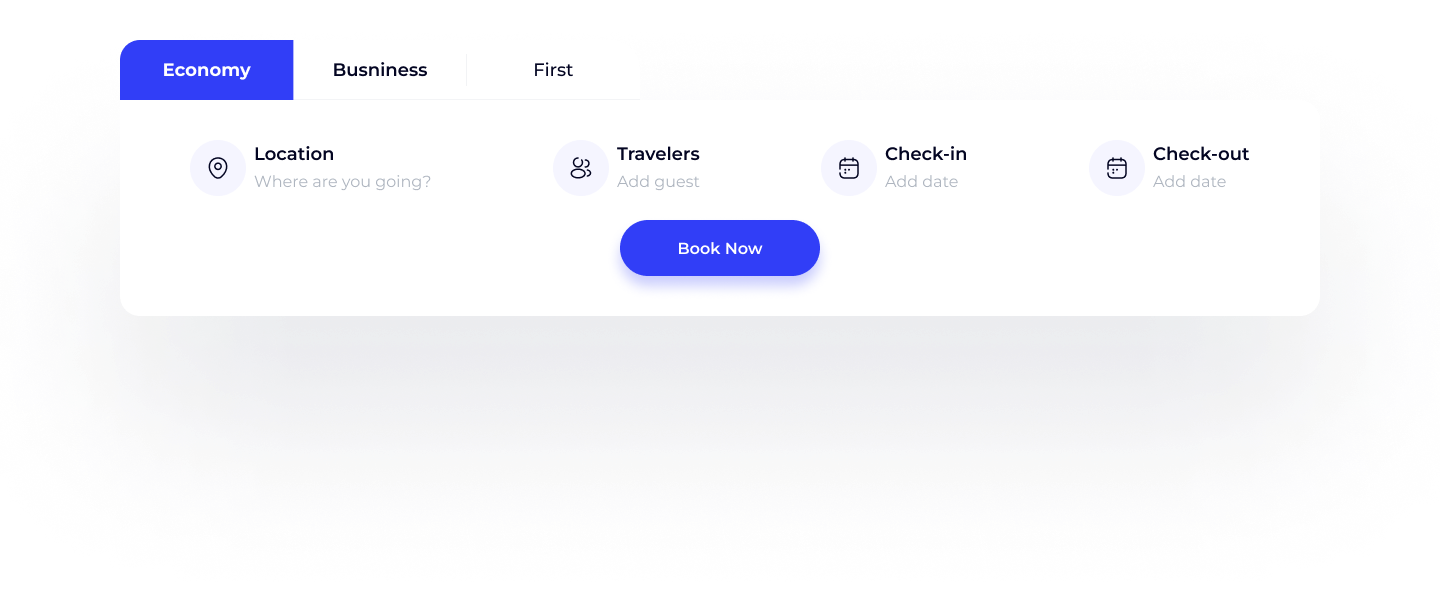 Economy
Busniness
First
Location
Where are you going?
Travelers
Add guest
Check-in
Add date
Check-out
Add date
Book Now